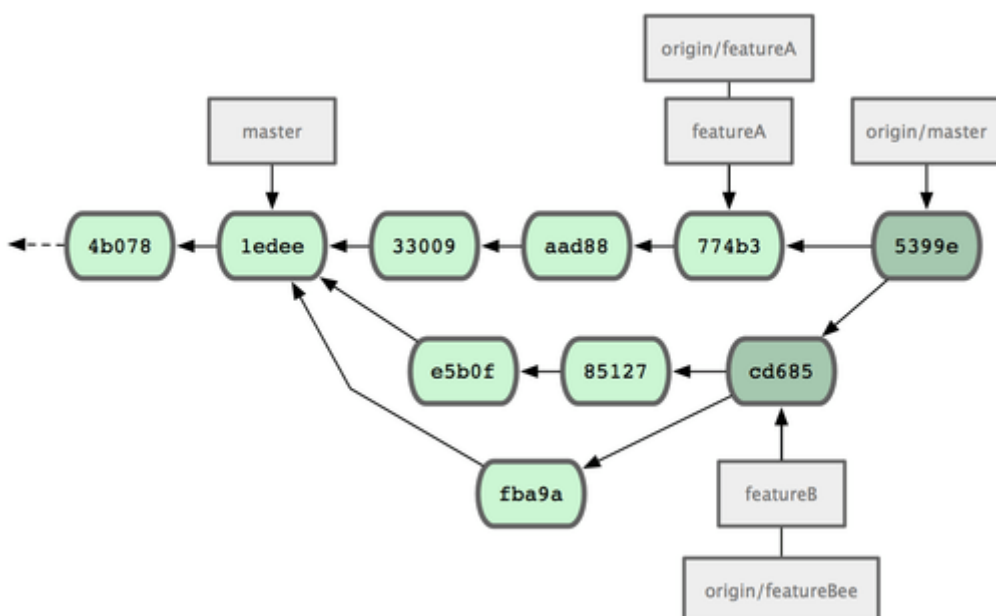 origin/featureA
master
featureA
origin/master
4b078
1edee
33009
aad88
774b3
5399e
e5b0f
85127
cd685
fba9a
featureB
origin/featureBee